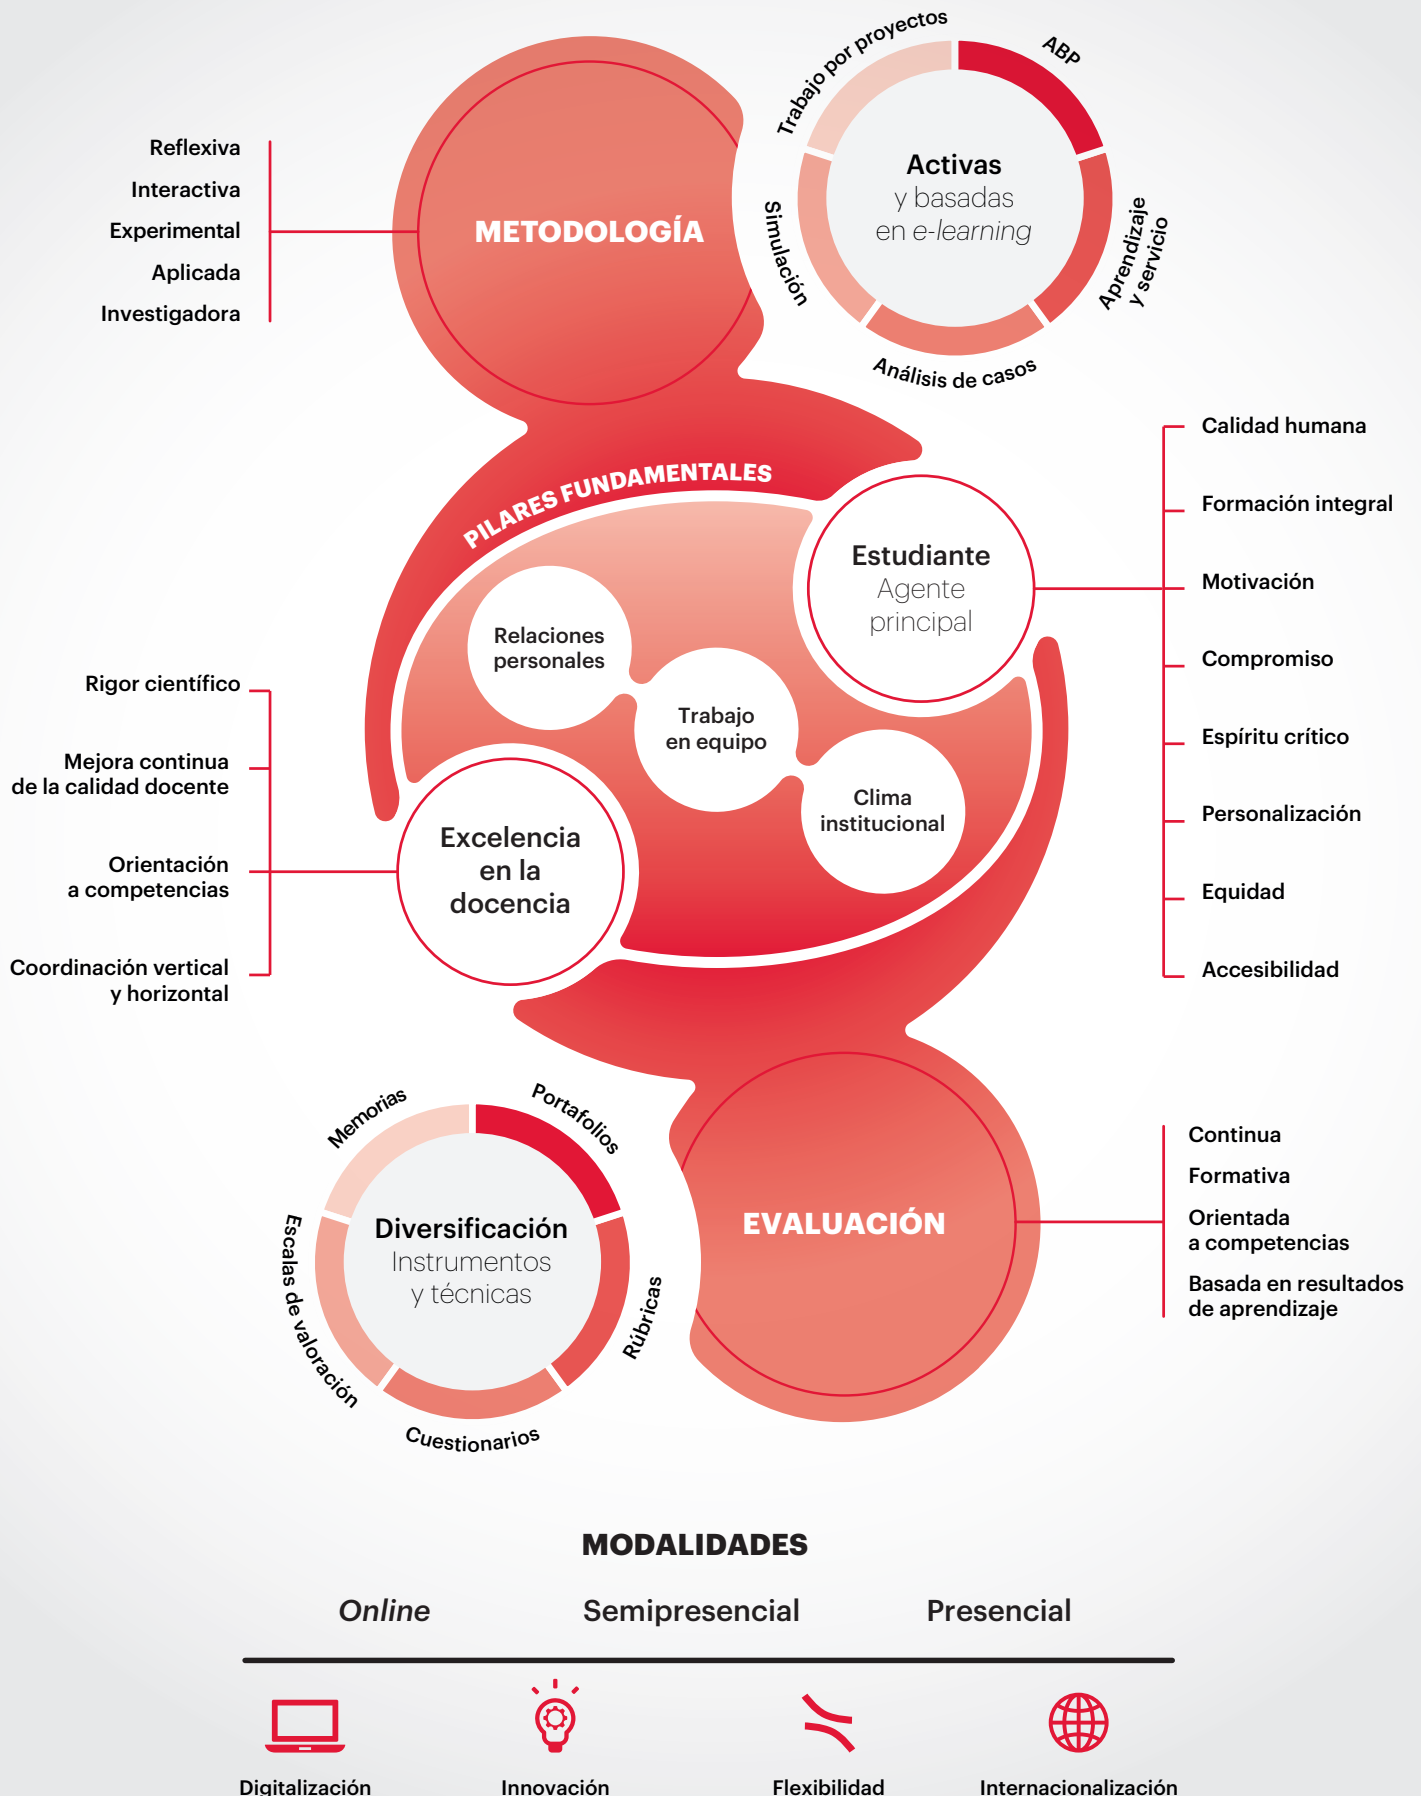 Trabajo por proyectos
ABP
Aprendizaje
y servicio
Análisis de casos
Simulación
Activas
y basadas
en e-learning
Reflexiva
Interactiva
Experimental
Aplicada
Investigadora
METODOLOGÍA
PILARES FUNDAMENTALES
Estudiante
Agente
principal
Calidad humana
Formación integral
Motivación
Compromiso
Espíritu crítico
Personalización
Equidad
Accesibilidad
Relaciones
personales
Trabajo
en equipo
Clima
institucional
Rigor científico
Mejora continua
de la calidad docente
Orientación
a competencias
Coordinación vertical
y horizontal
Excelencia
en la
docencia
Memorias
Portafolios
Rúbricas
Cuestionarios
Escalas de valoración
Diversificación
Instrumentos
y técnicas
EVALUACIÓN
Continua
Formativa
Orientada
a competencias
Basada en resultados
de aprendizaje
MODALIDADES
Online
Semipresencial
Presencial
Digitalización
Innovación
Flexibilidad
Internacionalización